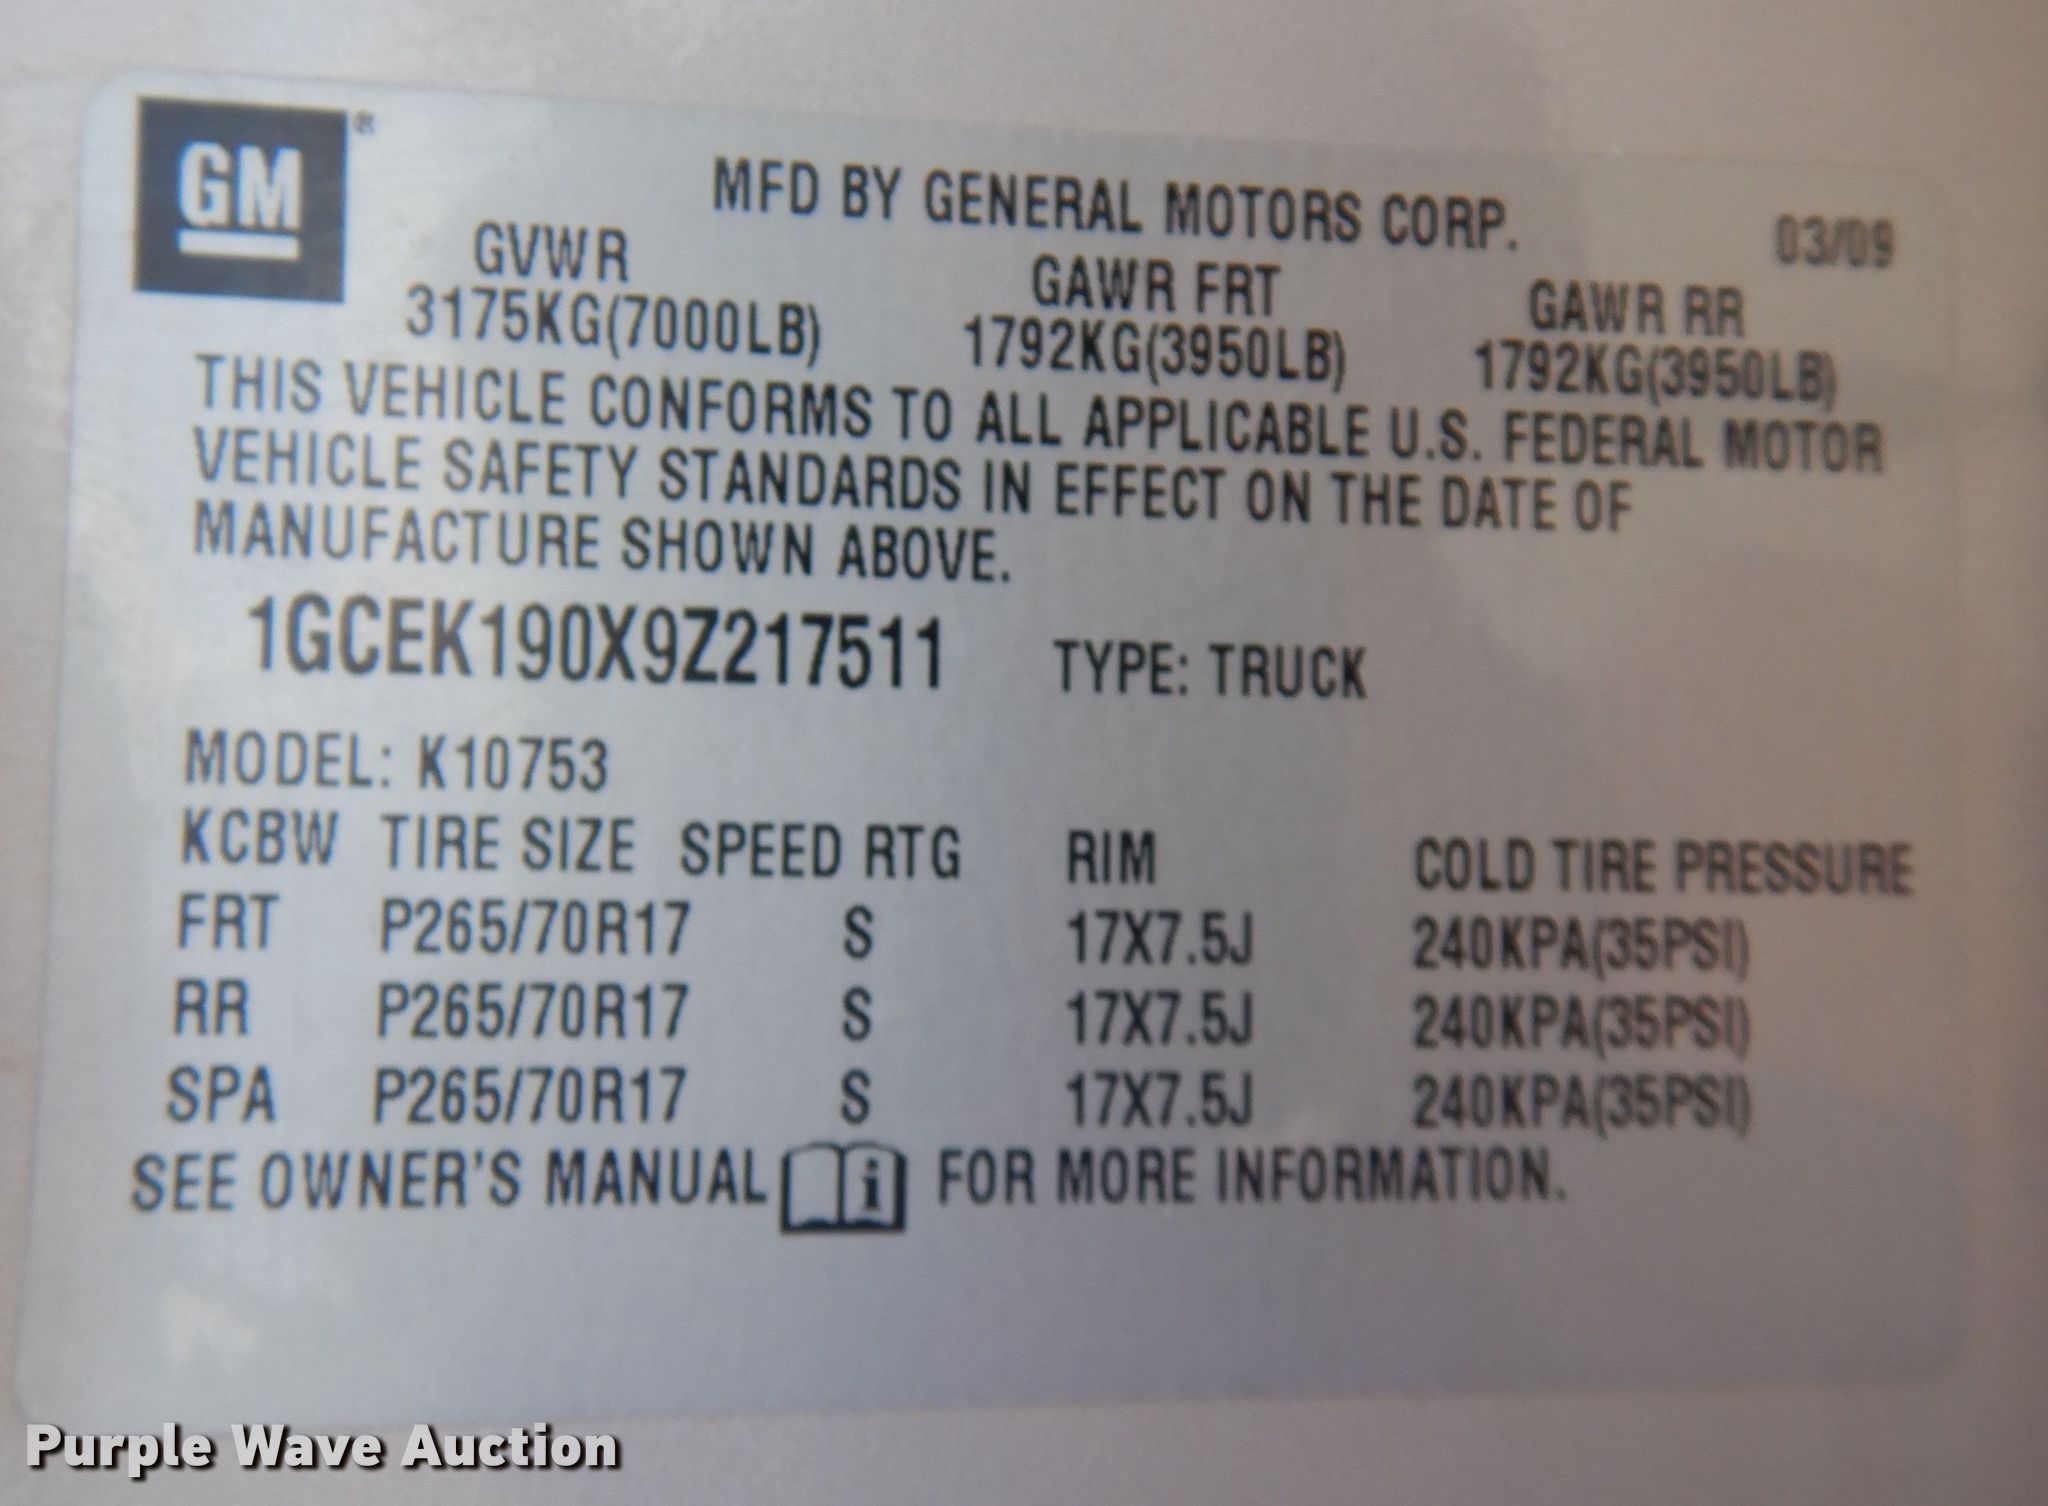 GM®
MFD BY GENERAL MOTORS CORP. 03/09
GVWR GAWR FRT GAWR RR
3175KG(7000LB) 1792KG(3950LB) 1792KG(3950LB)
THIS VEHICLE CONFORMS TO ALL APPLICABLE U.S. FEDERAL MOTOR
VEHICLE SAFETY STANDARDS IN EFFECT ON THE DATE OF
MANUFACTURE SHOWN ABOVE.
1GCEK190X9Z217511 TYPE: TRUCK
MODEL: K10753
KCBW TIRE SIZE SPEED RTG RIM COLD TIRE PRESSURE
FRT P265/70R17 S 17X7.5J 240KPA(35PSI)
RR P265/70R17 S 17X7.5J 240KPA(35PSI)
SPA P265/70R17 S 17X7.5J 240KPA(35PSI)
SEE OWNER'S MANUAL i FOR MORE INFORMATION.
Purple Wave Auction